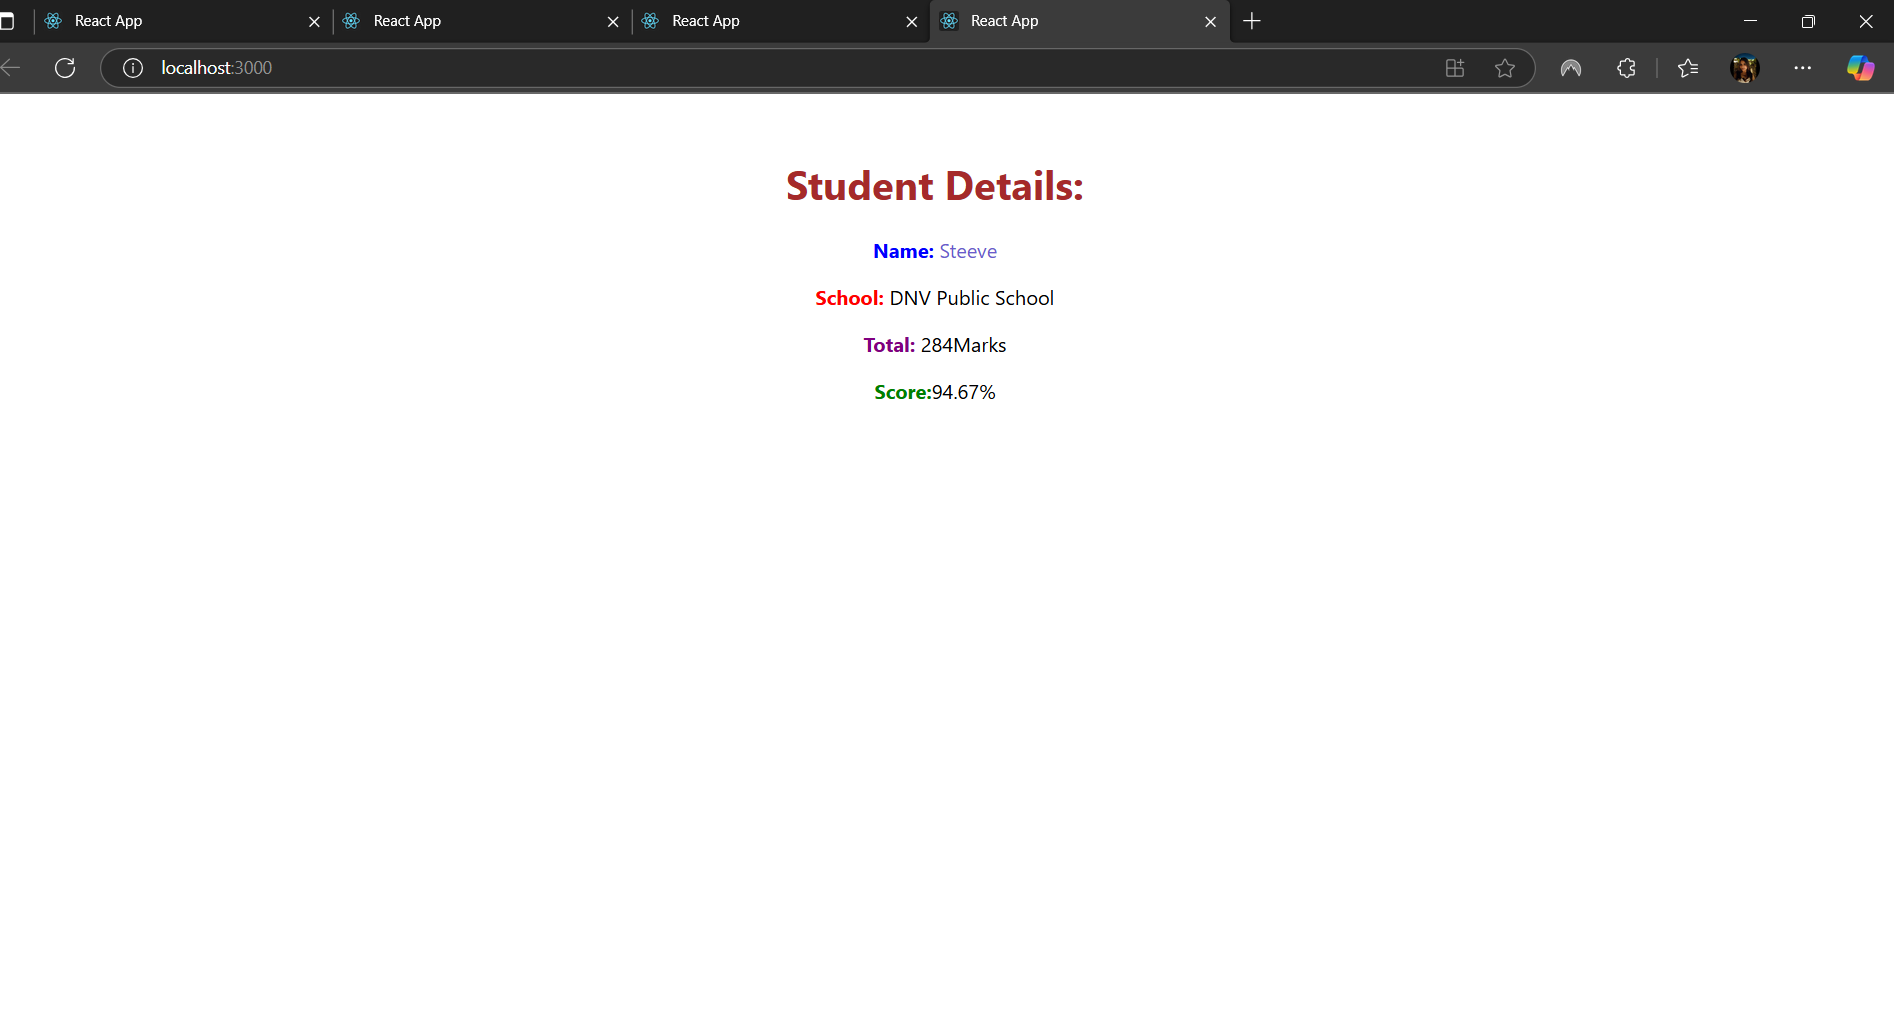 React App React App React App React App
localhost:3000
Student Details:
Name: Steeve
School: DNV Public School
Total: 284Marks
Score:94.67%